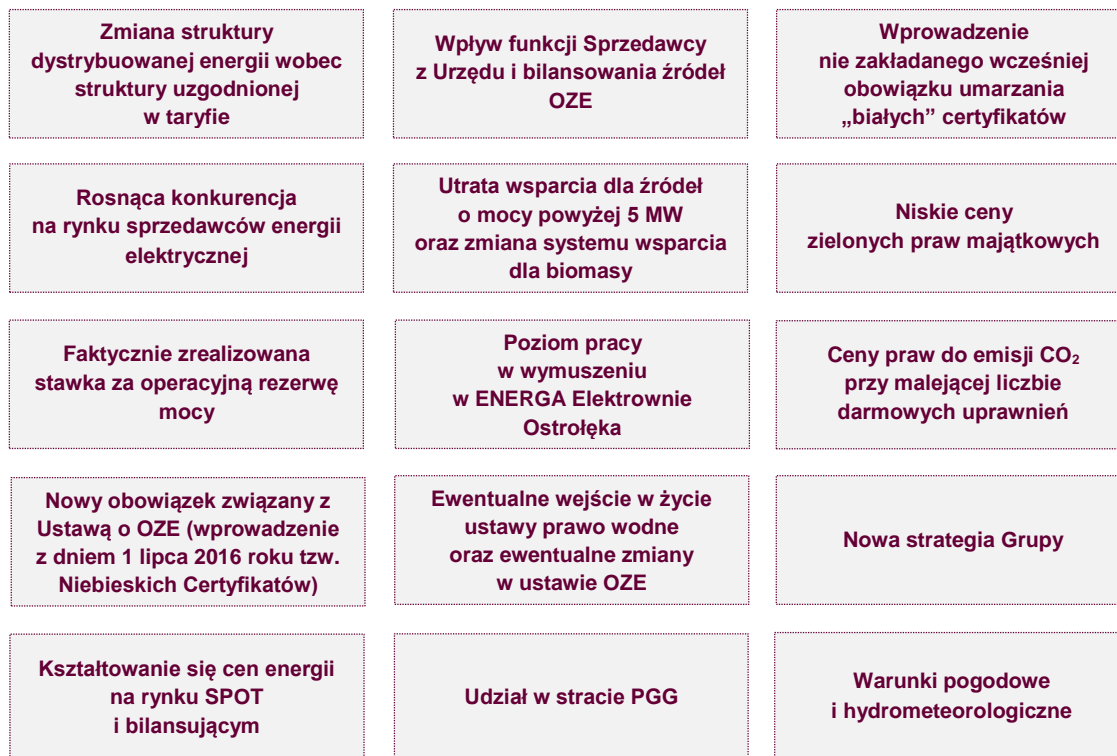 Zmiana struktury
dystrybuowanej energii wobec
struktury uzgodnionej
w taryfie
Wpływ funkcji Sprzedawcy
z Urzędu i bilansowania źródeł
OZE
Wprowadzenie
nie zakładanego wcześniej
obowiązku umarzania
„białych” certyfikatów
Rosnąca konkurencja
na rynku sprzedawców energii
elektrycznej
Utrata wsparcia dla źródeł
o mocy powyżej 5 MW
oraz zmiana systemu wsparcia
dla biomasy
Niskie ceny
zielonych praw majątkowych
Faktycznie zrealizowana
stawka za operacyjną rezerwę
mocy
Poziom pracy
w wymuszeniu
w ENERGA Elektrownie
Ostrołęka
Ceny praw do emisji CO₂
przy malejącej liczbie
darmowych uprawnień
Nowy obowiązek związany z
Ustawą o OZE (wprowadzenie
z dniem 1 lipca 2016 roku tzw.
Niebieskich Certyfikatów)
Ewentualne wejście w życie
ustawy prawo wodne
oraz ewentualne zmiany
w ustawie OZE
Nowa strategia Grupy
Kształtowanie się cen energii
na rynku SPOT
i bilansującym
Udział w stracie PGG
Warunki pogodowe
i hydrometeorologiczne